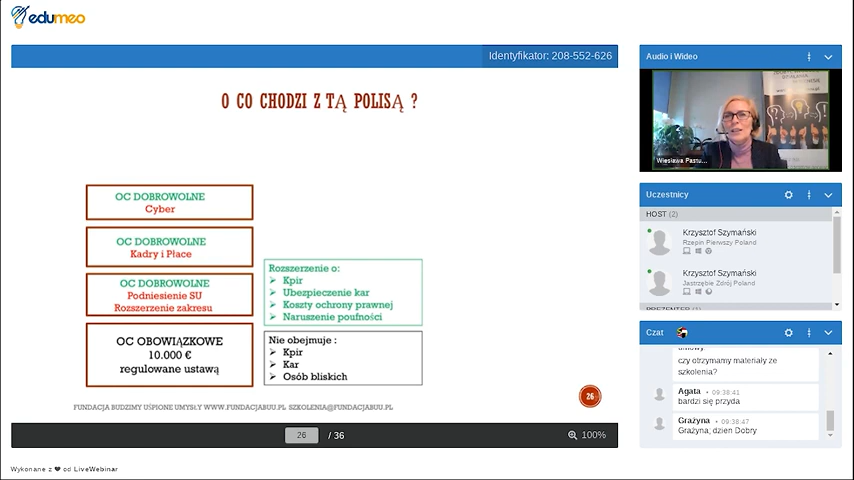 edumeo
Identyfikator: 208-552-626
O CO CHODZI Z TĄ POLISĄ ?
OC DOBROWOLNE
Cyber
OC DOBROWOLNE
Kadry i Płace
OC DOBROWOLNE
Podniesienie SU
Rozszerzenie zakresu
OC OBOWIĄZKOWE
10.000 €
regulowane ustawą
Rozszerzenie o:
Kpir
Ubezpieczenie kar
Koszty ochrony prawnej
Naruszenie poufności
Nie obejmuje :
Kpir
Kar
Osób bliskich
26
FUNDACJA BUDZIMY UŚPIONE UMYSŁY WWW.FUNDACJABUU.PL SZKOLENIA@FUNDACJABUU.PL
26 / 36
100%
Wykonane z ❤ od LiveWebinar
Audio i Wideo
Wiesława Pastu...
Uczestnicy
HOST (2)
Krzysztof Szymański
Rzepin Pierwszy Poland
Krzysztof Szymański
Jastrzębie Zdrój Poland
Czat
czy otrzymamy materiały ze
szkolenia?
Agata • 09:38:41
bardzi się przyda
Grażyna • 09:38:47
Grażyna; dzien Dobry